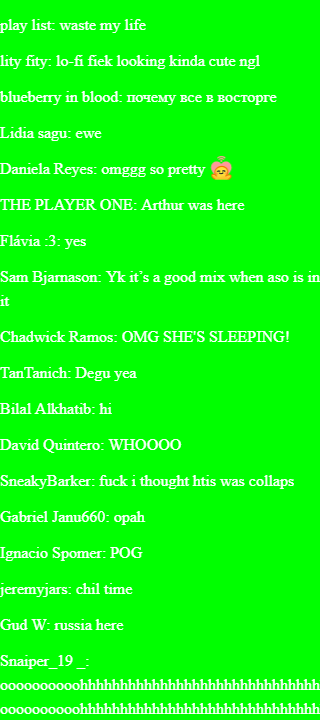 play list: waste my life
lity fity: lo-fi fiek looking kinda cute ngl
blueberry in blood: почему все в восторге
Lidia sagu: ewe
Daniela Reyes: omggg so pretty
THE PLAYER ONE: Arthur was here
Flávia :3: yes
Sam Bjarnason: Yk it’s a good mix when aso is in
it
Chadwick Ramos: OMG SHE'S SLEEPING!
TanTanich: Degu yea
Bilal Alkhatib: hi
David Quintero: WHOOOO
SneakyBarker: fuck i thought htis was collaps
Gabriel Janu660: opah
Ignacio Spomer: POG
jeremyjars: chil time
Gud W: russia here
Snaiper_19 _:
oooooooooohhhhhhhhhhhhhhhhhhhhhhhhhhhhhh
oooooooooohhhhhhhhhhhhhhhhhhhhhhhhhhhhhh